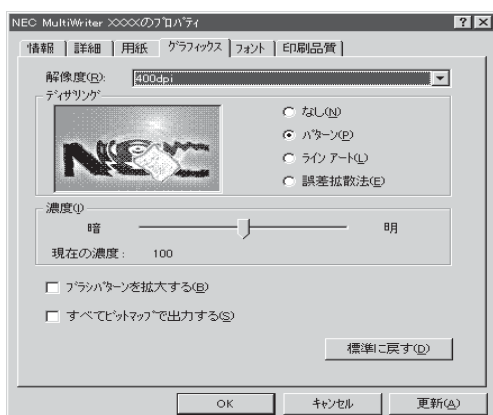 NEC MultiWriter XXXXのプロパティ
情報 詳細 用紙 グラフィックス フォント 印刷品質
解像度(R): 400dpi
ディザリング
NEC
なし(N)
パターン(P)
ライン アート(L)
誤差拡散法(E)
濃度(I)
暗 明
現在の濃度: 100
ブラシパターンを拡大する(B)
すべてビットマップで出力する(S)
標準に戻す(D)
OK キャンセル 更新(A)